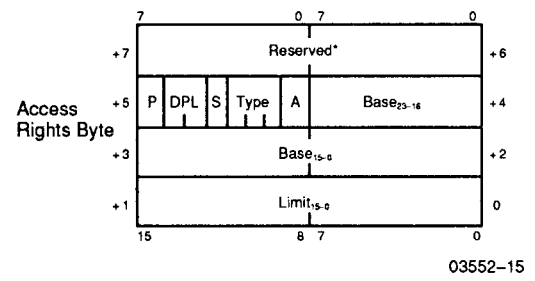 7 0 7 0
+7 Reserved* +6
Access Rights Byte
+5 P DPL S Type A Base23-16 +4
+3 Base15-0 +2
+1 Limit15-0 0
15 8 7 0
03552-15